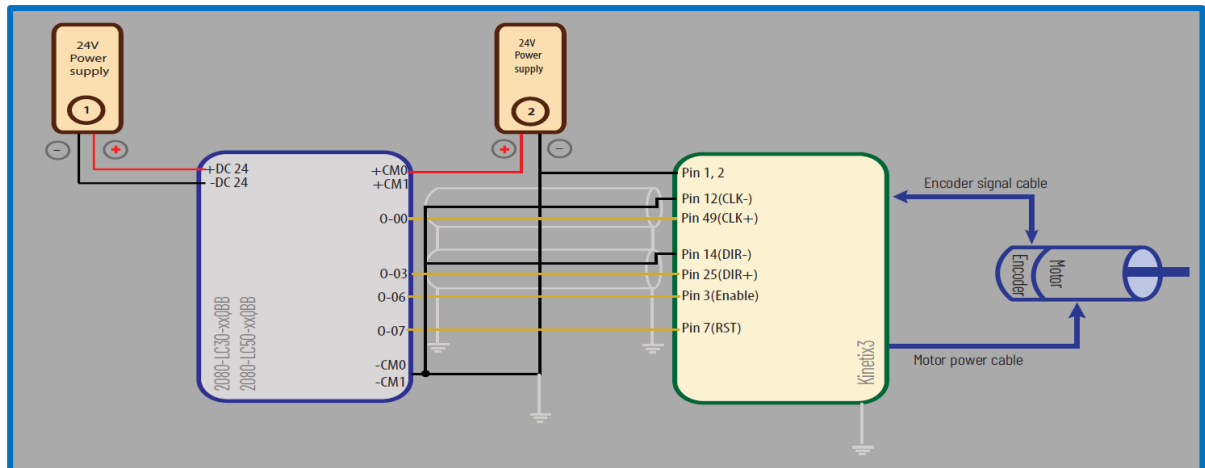 24V
Power
supply
1
24V
Power
supply
2
−
+
+
−
+DC 24
-DC 24
+CM0
+CM1
O-00
O-03
O-06
O-07
-CM0
-CM1
2080-LC30-xxQBB
2080-LC50-xxQBB
Pin 1, 2
Pin 12(CLK-)
Pin 49(CLK+)
Pin 14(DIR-)
Pin 25(DIR+)
Pin 3(Enable)
Pin 7(RST)
Kinetix3
Encoder signal cable
Encoder
Motor
Motor power cable